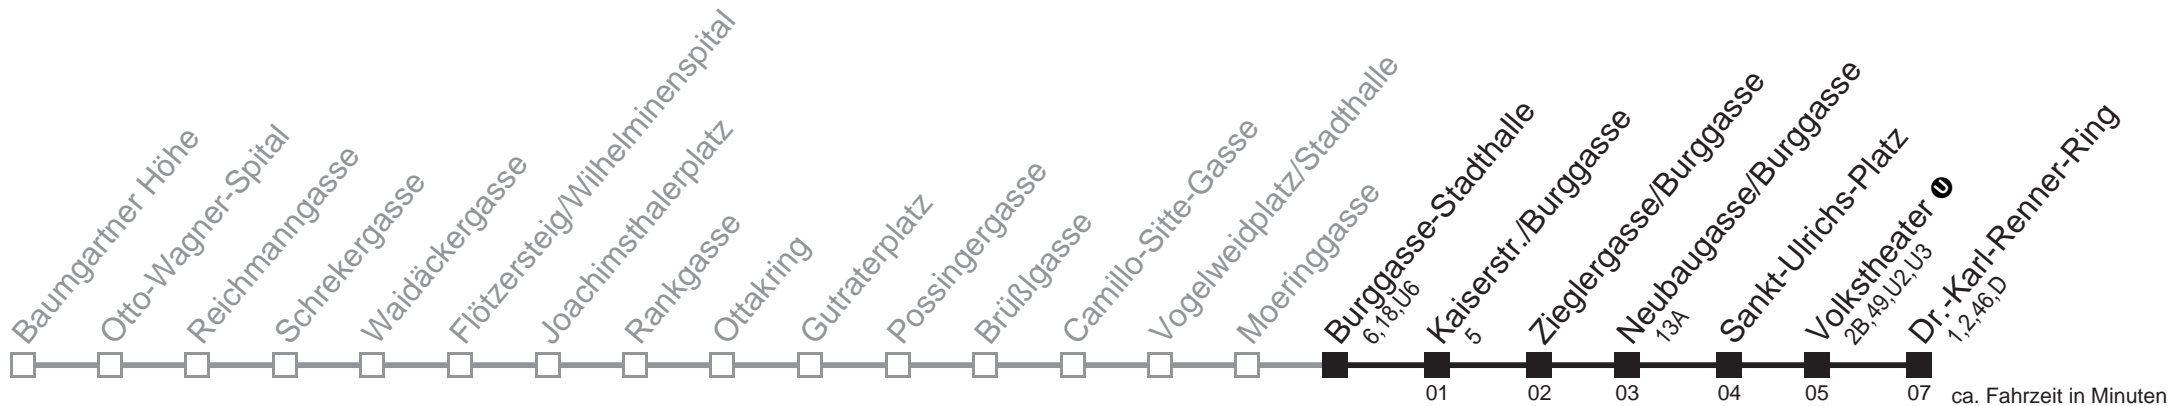 Baumgartner Höhe
Otto-Wagner-Spital
Reichmanngasse
Schrekergasse
Waidäckergasse
Flötzersteig/Wilhelminenspital
Joachimsthalerplatz
Rankgasse
Ottakring
Gutraterplatz
Possingergasse
Brüßlgasse
Camillo-Sitte-Gasse
Vogelweidplatz/Stadthalle
Moeringgasse
Burggasse-Stadthalle
6,18,U6
Kaiserstr./Burggasse
5
Zieglergasse/Burggasse
Neubaugasse/Burggasse
13A
Sankt-Ulrichs-Platz
Volkstheater U
2B,49,U2,U3
Dr.-Karl-Renner-Ring
1,2,46,D
01 02 03 04 05 07 ca. Fahrzeit in Minuten